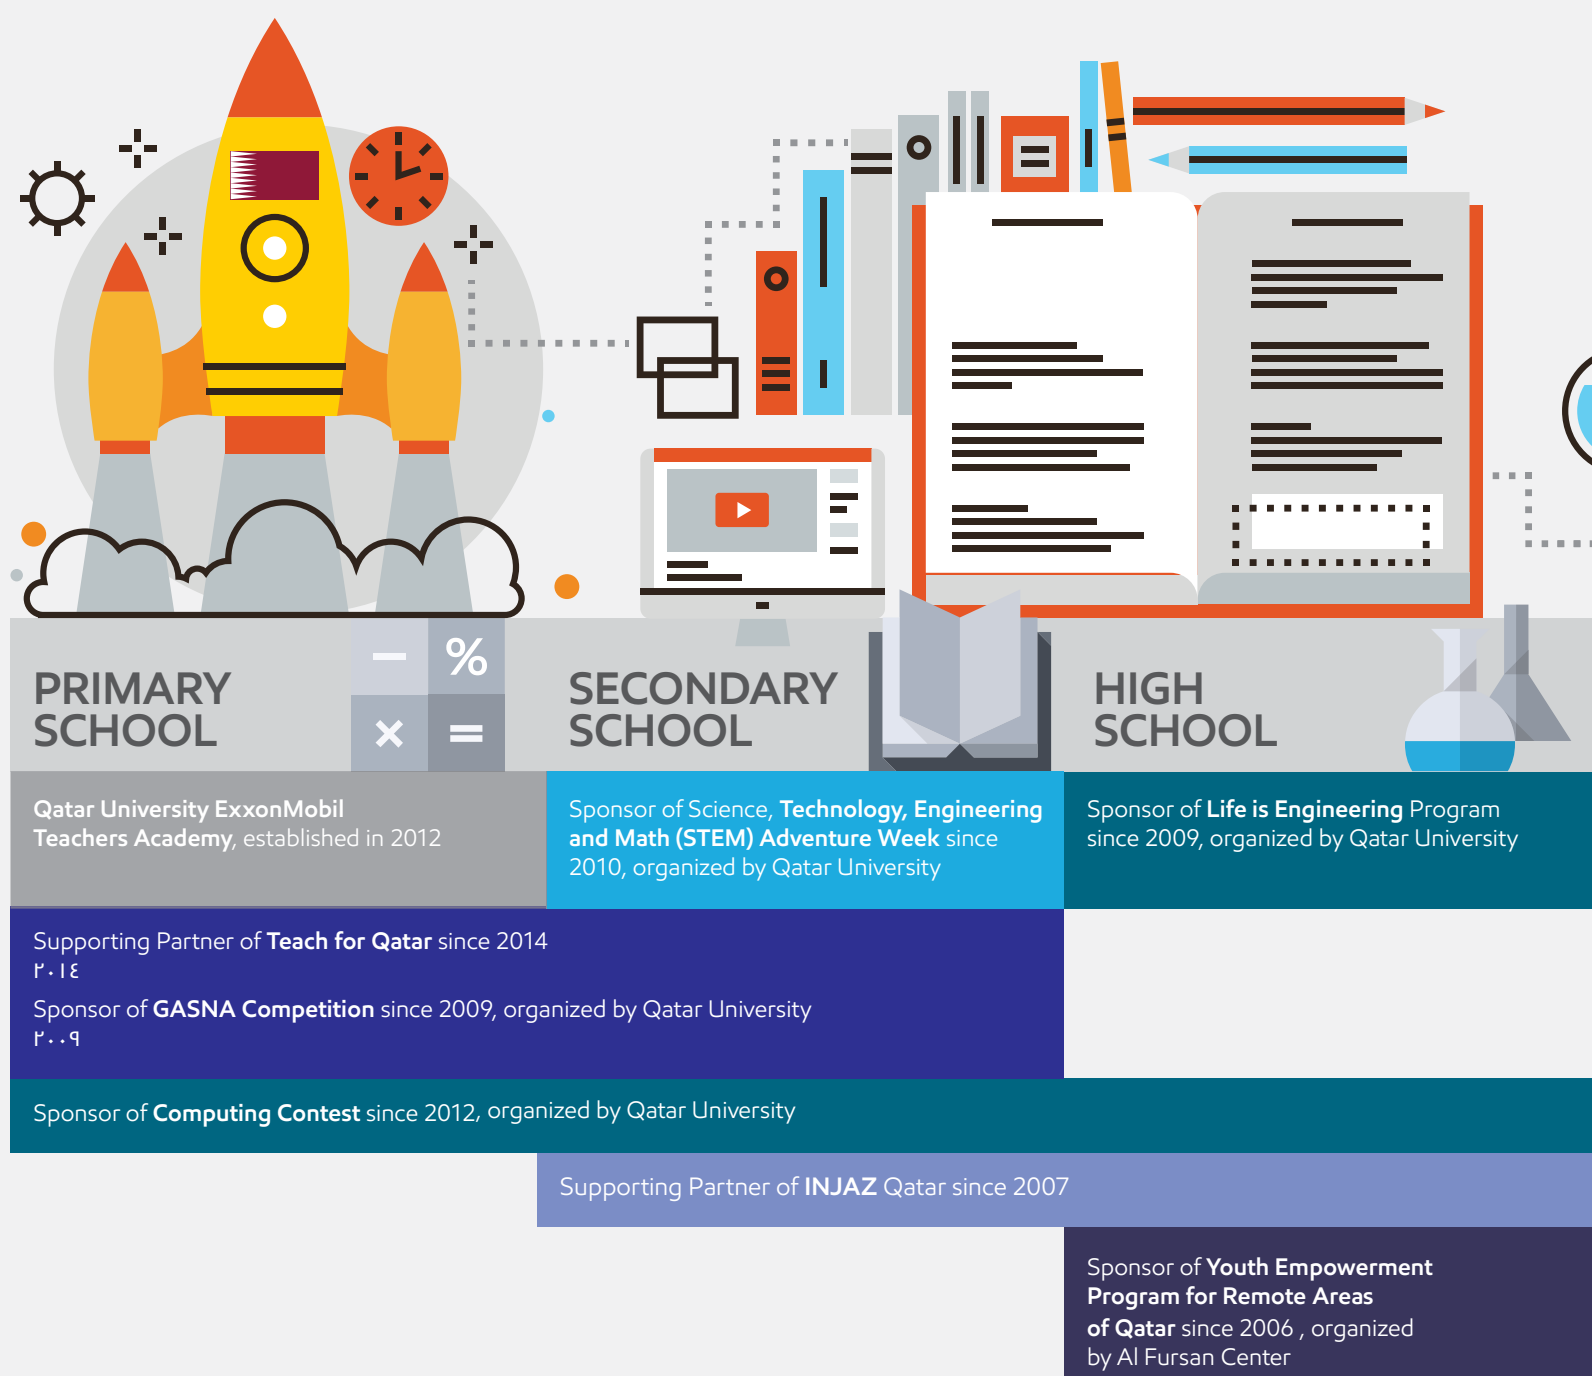 PRIMARY
SCHOOL
%
SECONDARY
SCHOOL
HIGH
SCHOOL
Qatar University ExxonMobil
Teachers Academy, established in 2012
Sponsor of Science, Technology, Engineering
and Math (STEM) Adventure Week since
2010, organized by Qatar University
Sponsor of Life is Engineering Program
since 2009, organized by Qatar University
Supporting Partner of Teach for Qatar since 2014
٢٠١٤
Sponsor of GASNA Competition since 2009, organized by Qatar University
٢٠٠٩
Sponsor of Computing Contest since 2012, organized by Qatar University
Supporting Partner of INJAZ Qatar since 2007
Sponsor of Youth Empowerment
Program for Remote Areas
of Qatar since 2006 , organized
by Al Fursan Center